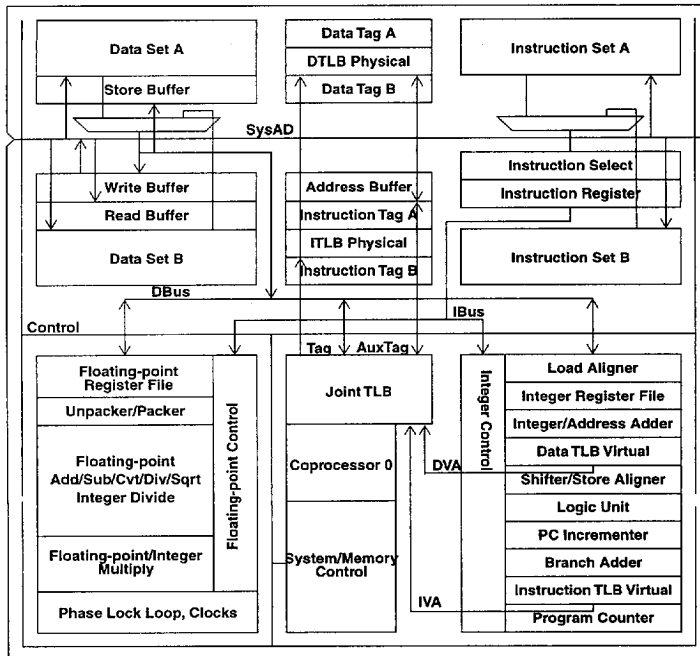 Data Set A
Store Buffer
Data Tag A
DTLB Physical
Data Tag B
Instruction Set A
SysAD
Write Buffer
Read Buffer
Data Set B
Address Buffer
Instruction Tag A
ITLB Physical
Instruction Tag B
Instruction Select
Instruction Register
Instruction Set B
DBus
IBus
Control
Tag
AuxTag
Floating-point
Register File
Unpacker/Packer
Floating-point
Add/Sub/Cvt/Div/Sqrt
Integer Divide
Floating-point/Integer
Multiply
Floating-point Control
Phase Lock Loop, Clocks
Joint TLB
Coprocessor 0
System/Memory
Control
DVA
IVA
Integer Control
Load Aligner
Integer Register File
Integer/Address Adder
Data TLB Virtual
Shifter/Store Aligner
Logic Unit
PC Incrementer
Branch Adder
Instruction TLB Virtual
Program Counter